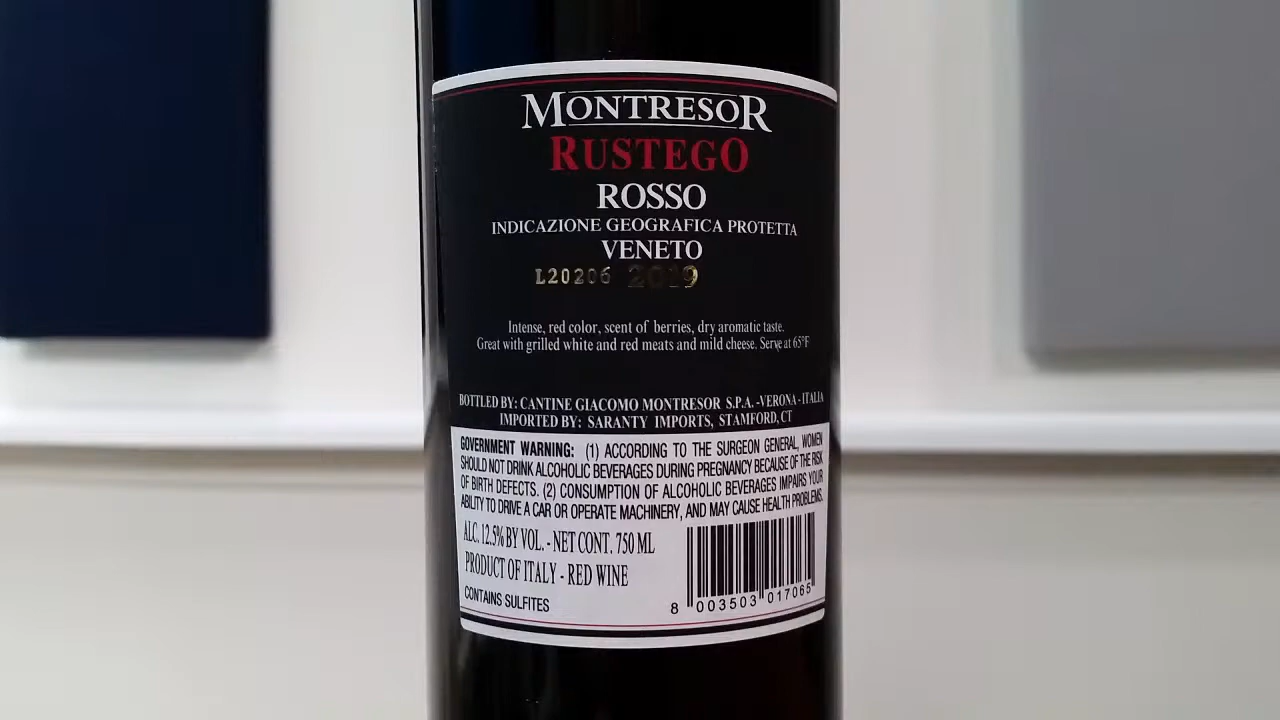 MONTRESOR
RUSTEGO
ROSSO
INDICAZIONE GEOGRAFICA PROTETTA
VENETO
L20206 2019
Intense, red color, scent of berries, dry aromatic taste.
Great with grilled white and red meats and mild cheese. Serve at 65°F
BOTTLED BY: CANTINE GIACOMO MONTRESOR S.P.A. -VERONA - ITALIA
IMPORTED BY: SARANTY IMPORTS, STAMFORD, CT
GOVERNMENT WARNING: (1) ACCORDING TO THE SURGEON GENERAL, WOMEN
SHOULD NOT DRINK ALCOHOLIC BEVERAGES DURING PREGNANCY BECAUSE OF THE RISK
OF BIRTH DEFECTS. (2) CONSUMPTION OF ALCOHOLIC BEVERAGES IMPAIRS YOUR
ABILITY TO DRIVE A CAR OR OPERATE MACHINERY, AND MAY CAUSE HEALTH PROBLEMS.
ALC. 12.5% BY VOL. - NET CONT. 750 ML
PRODUCT OF ITALY - RED WINE
CONTAINS SULFITES
8 003503 017065